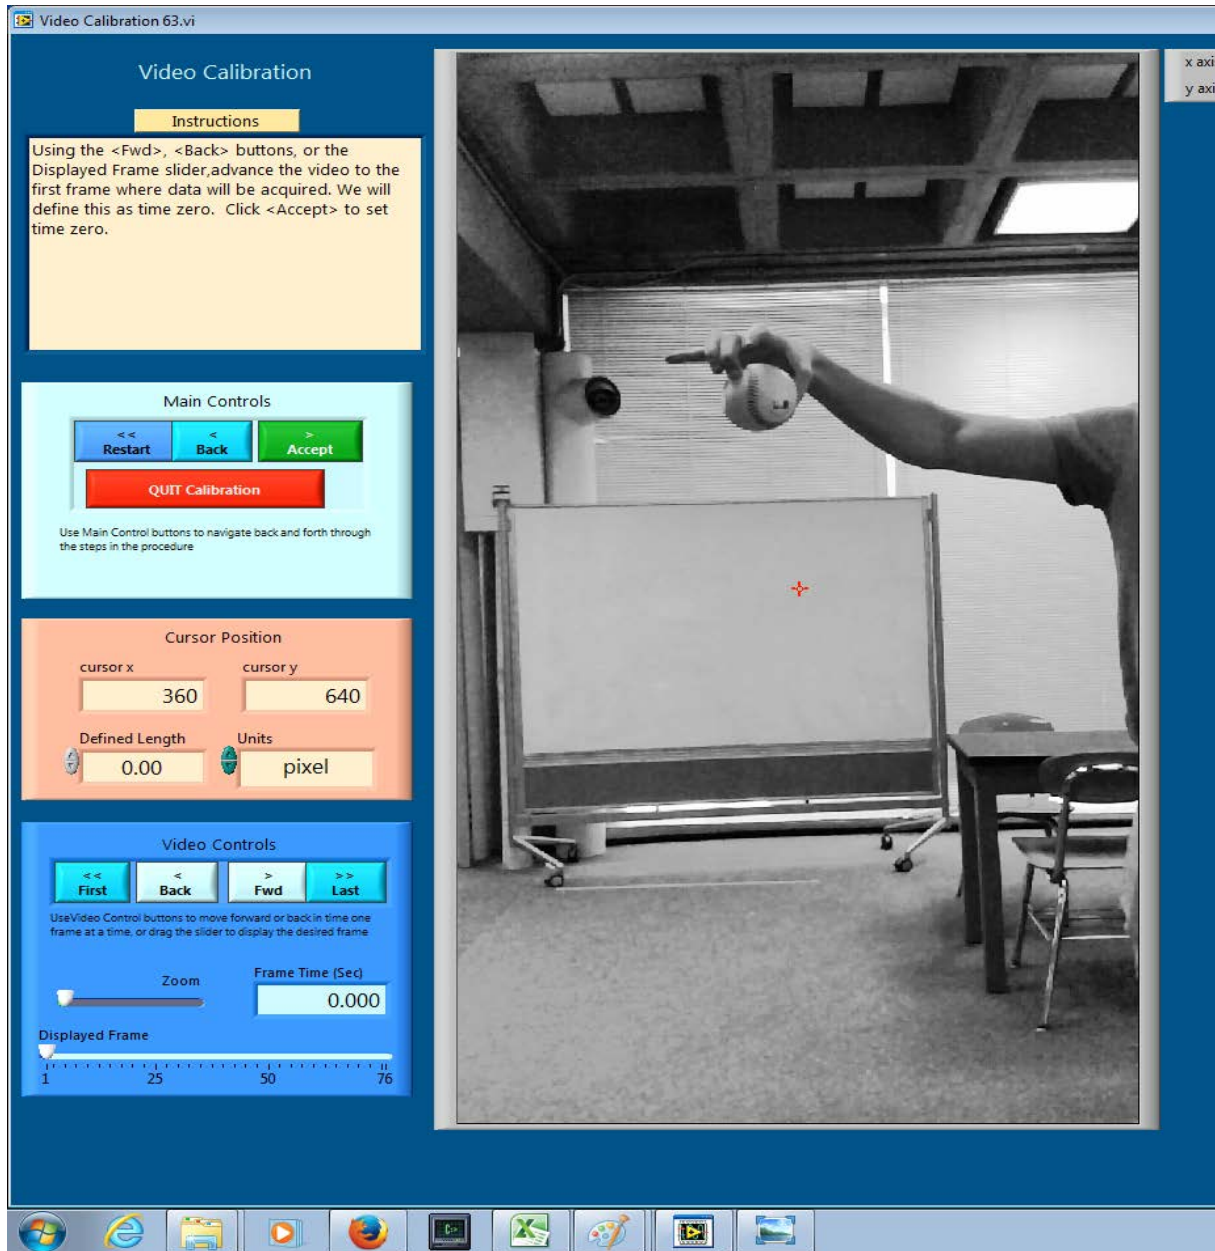 Video Calibration 63.vi
Video Calibration
Instructions
Using the <Fwd>, <Back> buttons, or the
Displayed Frame slider,advance the video to the
first frame where data will be acquired. We will
define this as time zero.  Click <Accept> to set
time zero.
Main Controls
<< < >
Restart Back Accept
QUIT Calibration
Use Main Control buttons to navigate back and forth through
the steps in the procedure
Cursor Position
cursor x cursor y
360 640
Defined Length Units
0.00 pixel
Video Controls
<< < > >>
First Back Fwd Last
UseVideo Control buttons to move forward or back in time one
frame at a time, or drag the slider to display the desired frame
Zoom Frame Time (Sec)
0.000
Displayed Frame
1 25 50 76
x axi
y axi